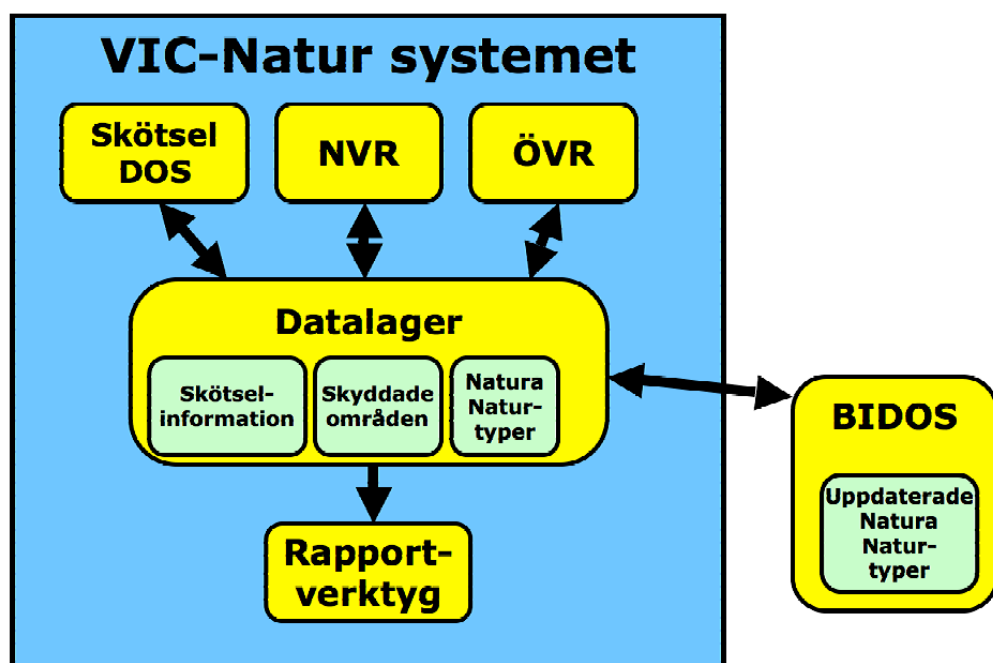 VIC-Natur systemet
Skötsel
DOS
NVR
ÖVR
Datalager
Skötsel-
information
Skyddade
områden
Natura
Natur-
typer
BIDOS
Uppdaterade
Natura
Natur-
typer
Rapport-
verktyg